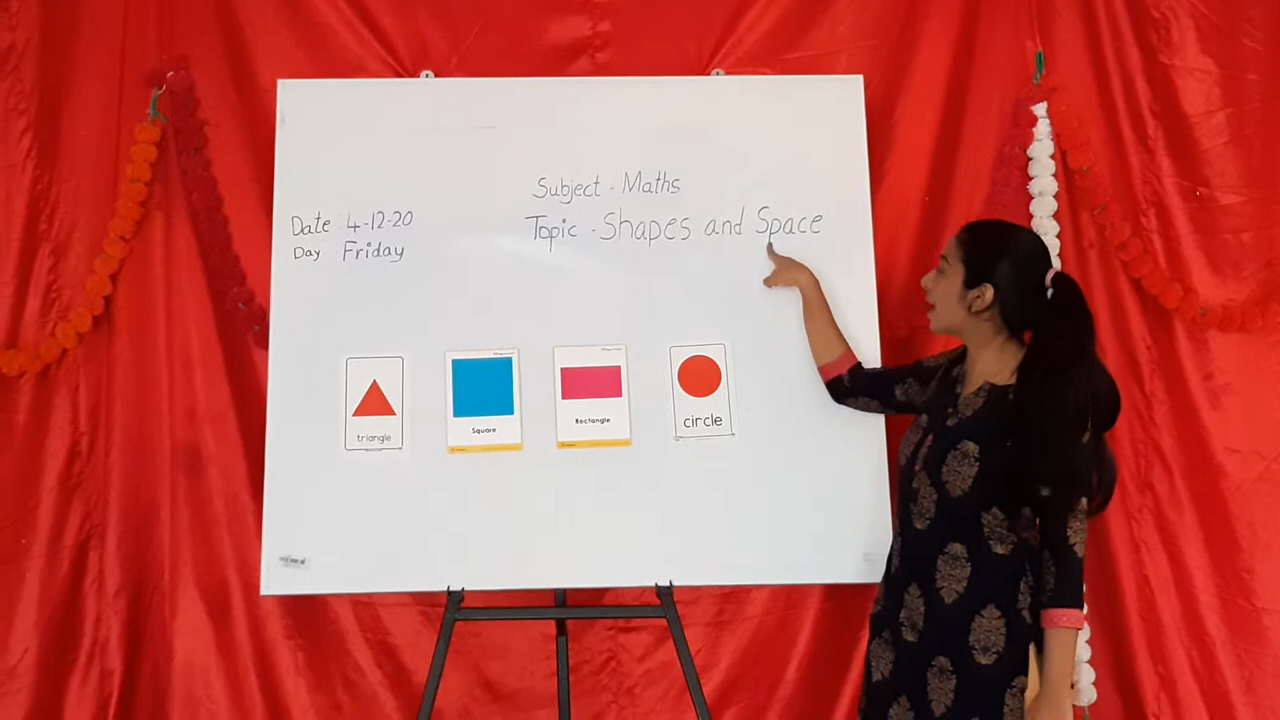 Subject - Maths
Date 4-12-20
Topic - Shapes and Space
Day Friday
triangle
Square
Rectangle
circle